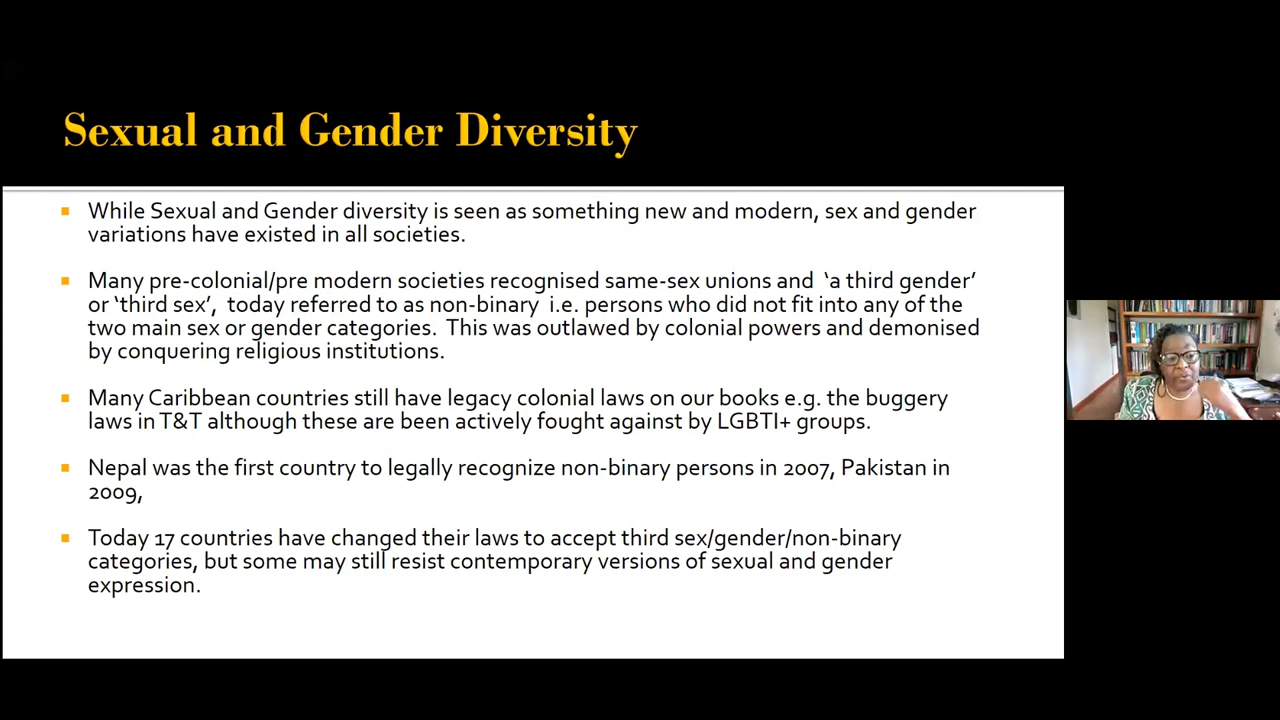 Sexual and Gender Diversity
While Sexual and Gender diversity is seen as something new and modern, sex and gender
variations have existed in all societies.
Many pre-colonial/pre modern societies recognised same-sex unions and ‘a third gender’
or ‘third sex’, today referred to as non-binary i.e. persons who did not fit into any of the
two main sex or gender categories. This was outlawed by colonial powers and demonised
by conquering religious institutions.
Many Caribbean countries still have legacy colonial laws on our books e.g. the buggery
laws in T&T although these are been actively fought against by LGBTI+ groups.
Nepal was the first country to legally recognize non-binary persons in 2007, Pakistan in
2009,
Today 17 countries have changed their laws to accept third sex/gender/non-binary
categories, but some may still resist contemporary versions of sexual and gender
expression.